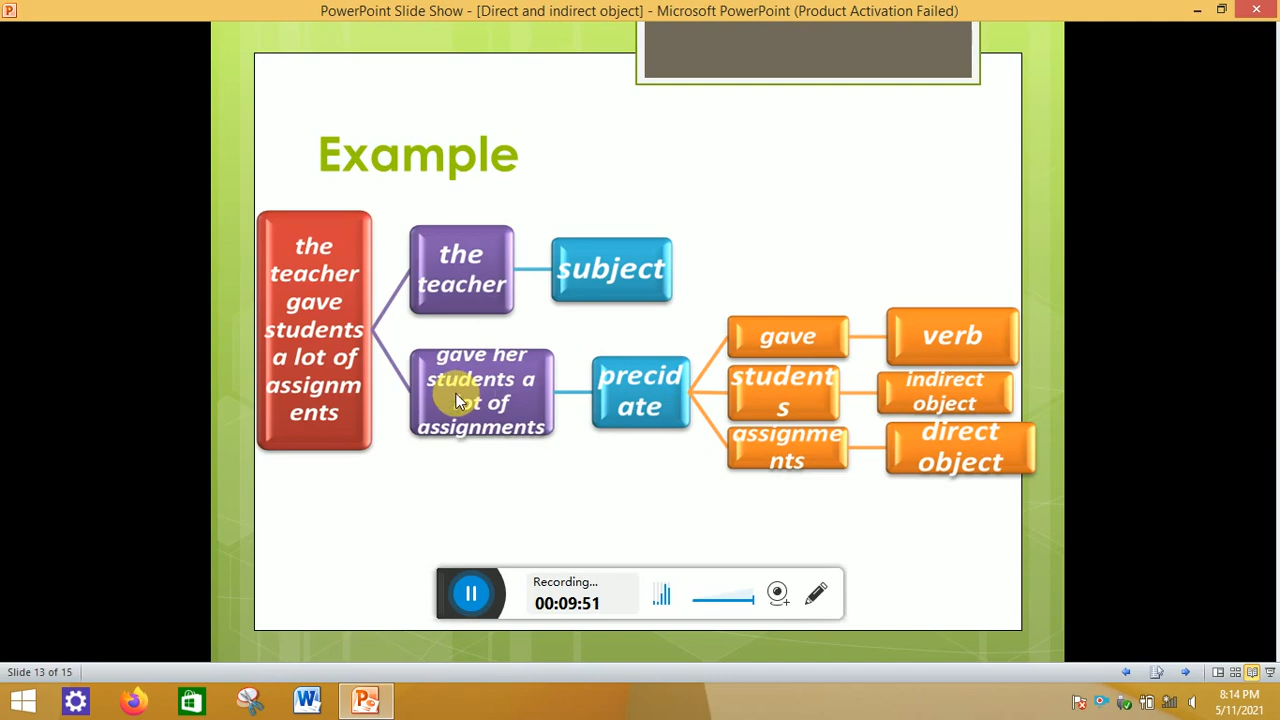 PowerPoint Slide Show - [Direct and indirect object] - Microsoft PowerPoint (Product Activation Failed)
Example
the
teacher
gave
students
a lot of
assignm
ents
the
teacher
subject
gave her
students a
lot of
assignments
precid
ate
gave
verb
student
s
indirect
object
assignme
nts
direct
object
Recording...
00:09:51
Slide 13 of 15
8:14 PM
5/11/2021